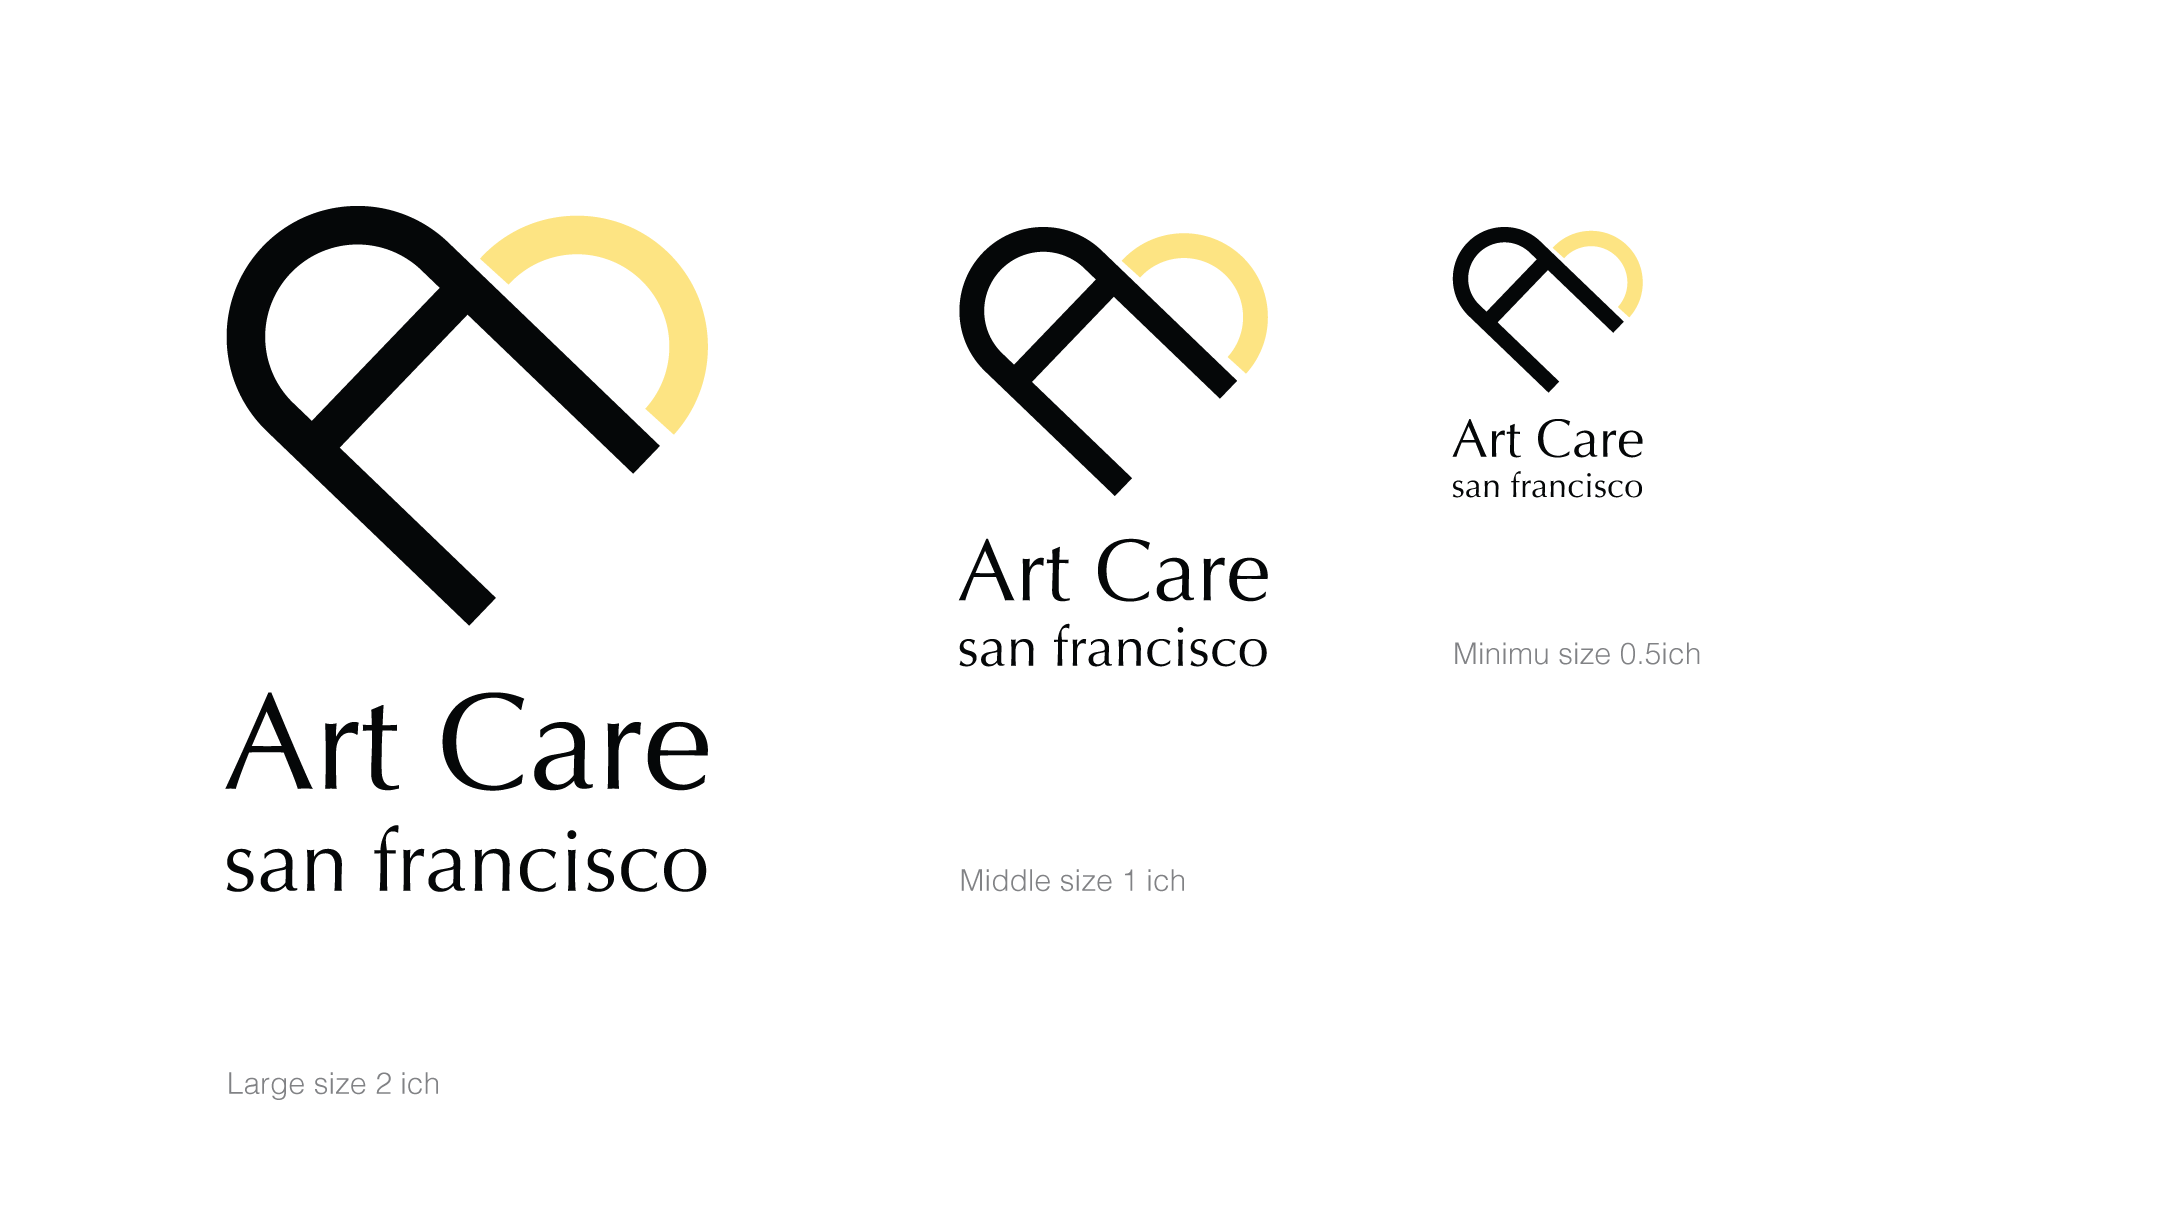 Art Care
san francisco
Large size 2 ich
Art Care
san francisco
Middle size 1 ich
Art Care
san francisco
Minimu size 0.5ich